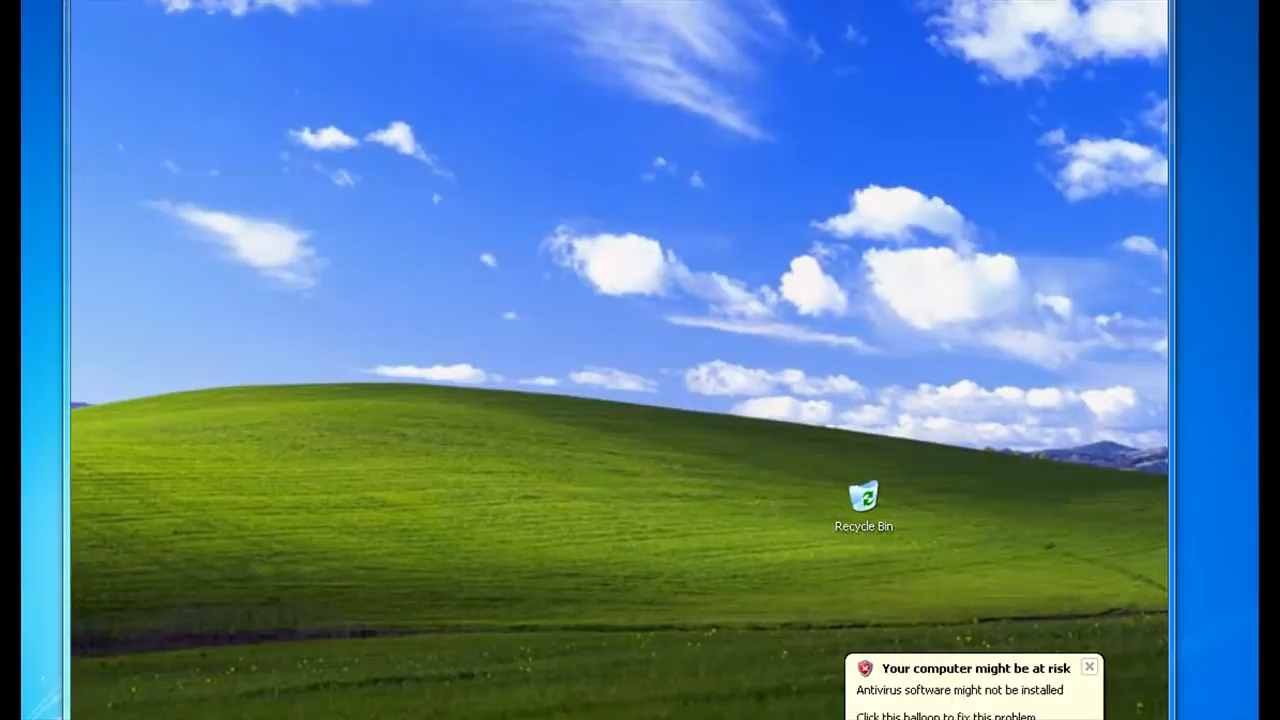 Recycle Bin
Your computer might be at risk
Antivirus software might not be installed
Click this balloon to fix this problem